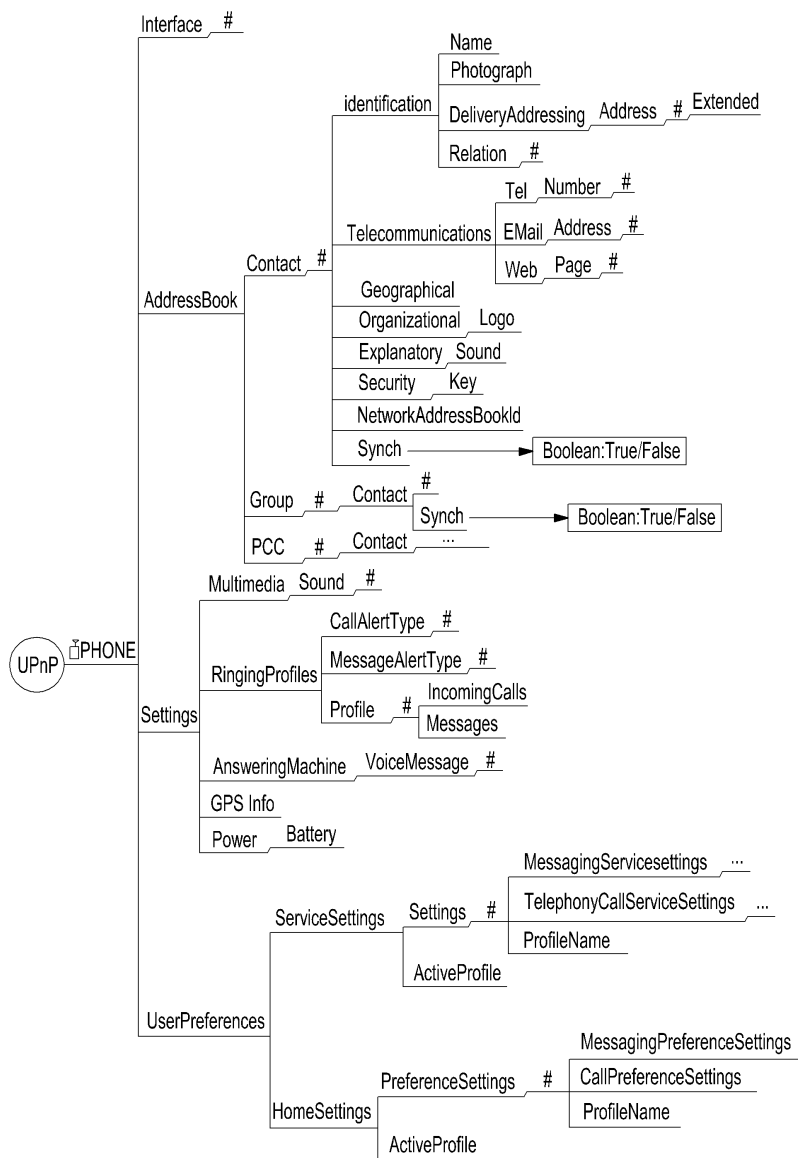 Interface #
Name
Photograph
identification
DeliveryAddressing Address # Extended
Relation #
Tel Number #
Telecommunications EMail Address #
Web Page #
Contact #
AddressBook
Geographical
Organizational Logo
Explanatory Sound
Security Key
NetworkAddressBookId
Synch Boolean:True/False
Group # Contact #
Synch Boolean:True/False
PCC # Contact ...
Multimedia Sound #
CallAlertType #
UPnP PHONE
RingingProfiles MessageAlertType #
Profile # IncomingCalls
Messages
Settings
AnsweringMachine VoiceMessage #
GPS Info
Power Battery
MessagingServicesettings ...
ServiceSettings Settings # TelephonyCallServiceSettings ...
ProfileName
ActiveProfile
UserPreferences
MessagingPreferenceSettings
PreferenceSettings # CallPreferenceSettings
HomeSettings ProfileName
ActiveProfile